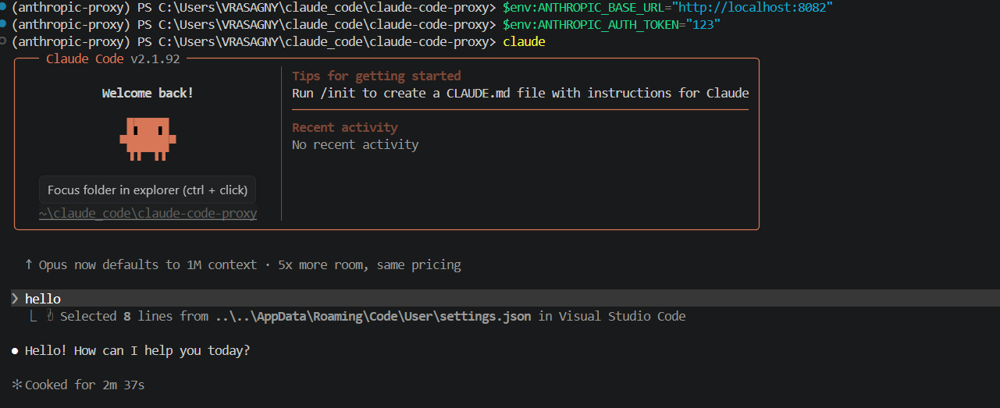 (anthropic-proxy) PS C:\Users\VRASAGNY\claude_code\claude-code-proxy> $env:ANTHROPIC_BASE_URL="http://localhost:8082"
(anthropic-proxy) PS C:\Users\VRASAGNY\claude_code\claude-code-proxy> $env:ANTHROPIC_AUTH_TOKEN="123"
(anthropic-proxy) PS C:\Users\VRASAGNY\claude_code\claude-code-proxy> claude
Claude Code v2.1.92
Welcome back!
Focus folder in explorer (ctrl + click)
~\claude_code\claude-code-proxy
Tips for getting started
Run /init to create a CLAUDE.md file with instructions for Claude
Recent activity
No recent activity
↑ Opus now defaults to 1M context · 5x more room, same pricing
❯ hello
Selected 8 lines from ..\..\AppData\Roaming\Code\User\settings.json in Visual Studio Code
● Hello! How can I help you today?
✻ Cooked for 2m 37s